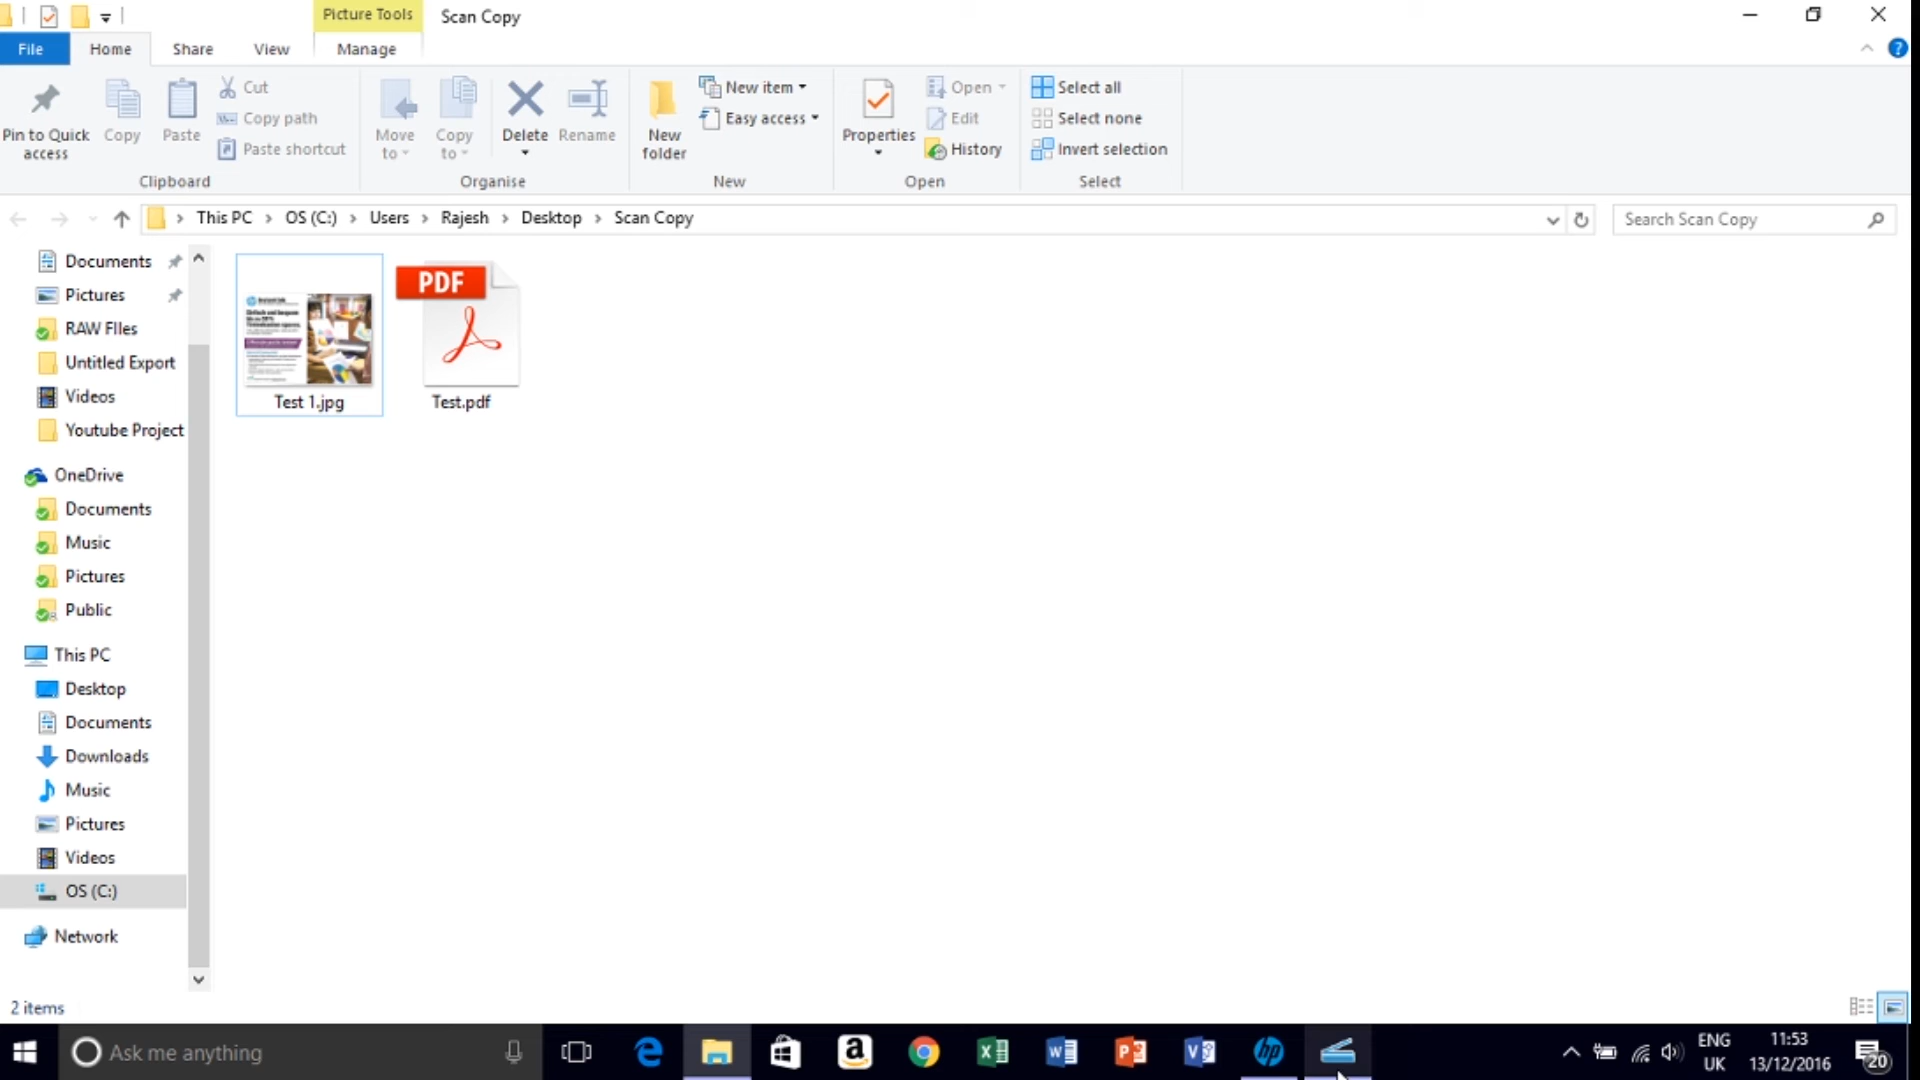 Picture Tools
Scan Copy
File
Home
Share
View
Manage
?
Pin to Quick access
Copy
Paste
Cut
Copy path
Paste shortcut
Clipboard
Move to
Copy to
Delete
Rename
Organise
New folder
New item
Easy access
New
Properties
Open
Edit
History
Open
Select all
Select none
Invert selection
Select
This PC
OS (C:)
Users
Rajesh
Desktop
Scan Copy
Search Scan Copy
Documents
Pictures
RAW FIles
Untitled Export
Videos
Youtube Project
OneDrive
Documents
Music
Pictures
Public
This PC
Desktop
Documents
Downloads
Music
Pictures
Videos
OS (C:)
Network
Test 1.jpg
PDF
Test.pdf
2 items
Ask me anything
a
hp
ENG
UK
11:53
13/12/2016
20